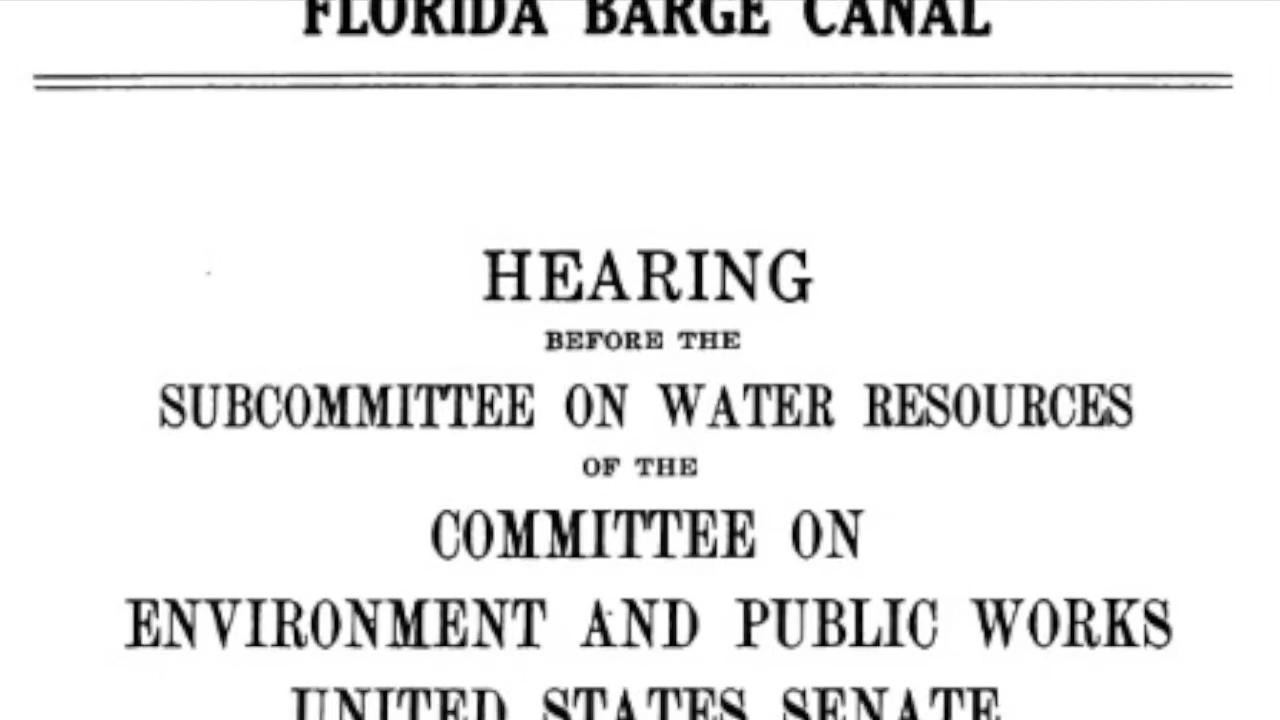 FLORIDA BARGE CANAL
HEARING
BEFORE THE
SUBCOMMITTEE ON WATER RESOURCES
OF THE
COMMITTEE ON
ENVIRONMENT AND PUBLIC WORKS
UNITED STATES SENATE